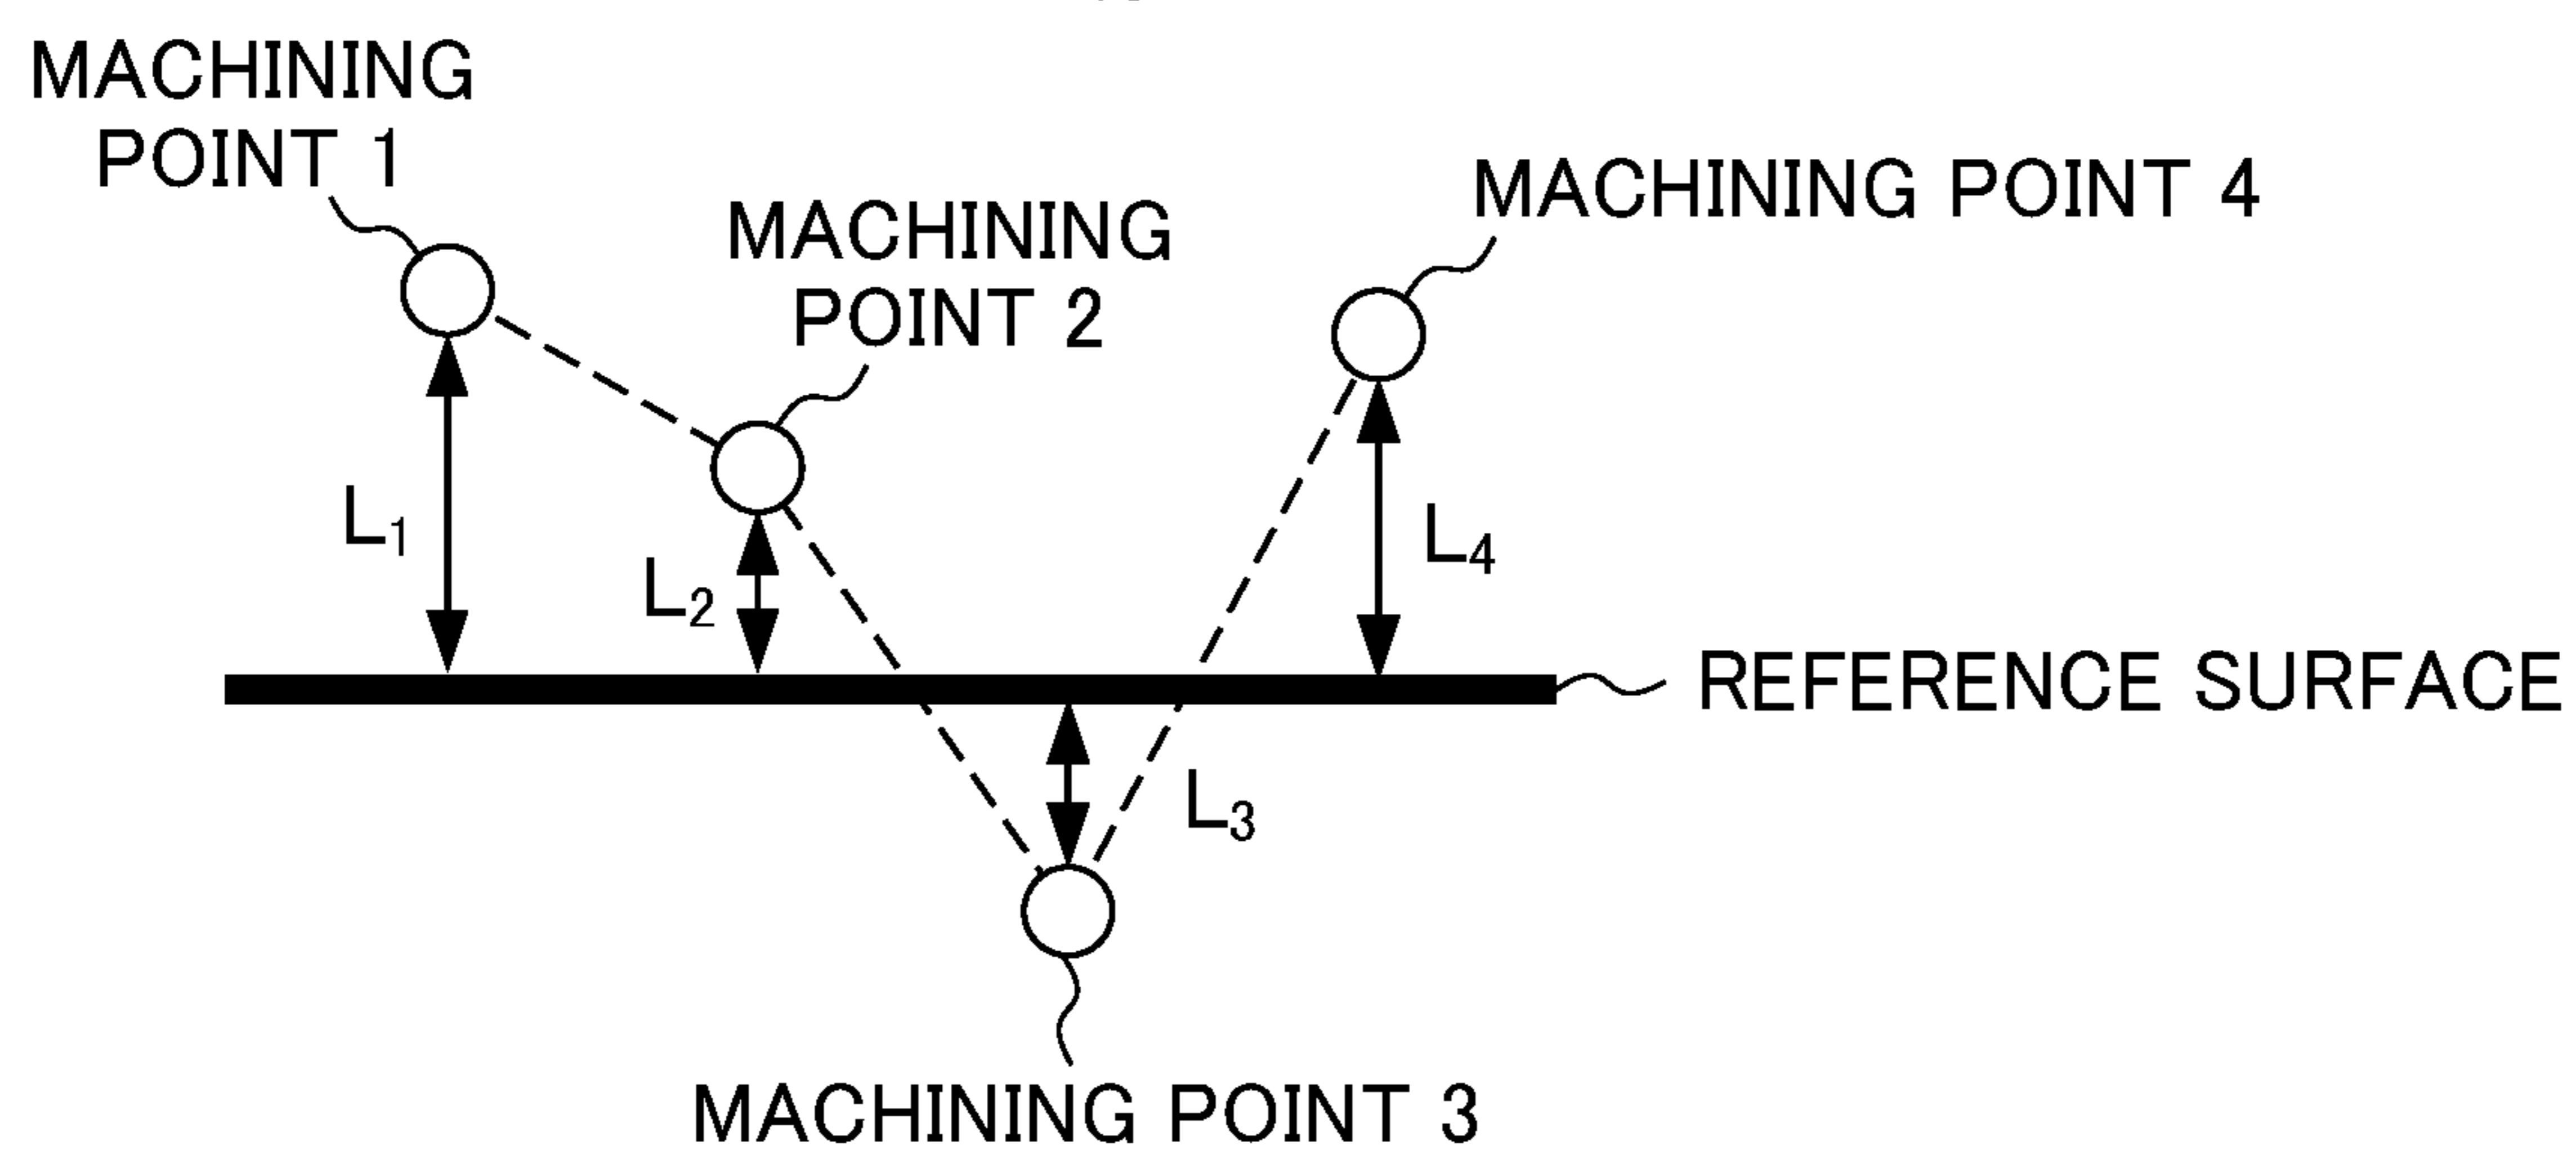 MACHINING
POINT 1
MACHINING
POINT 2
MACHINING POINT 4
L1
L2
L4
REFERENCE SURFACE
L3
MACHINING POINT 3